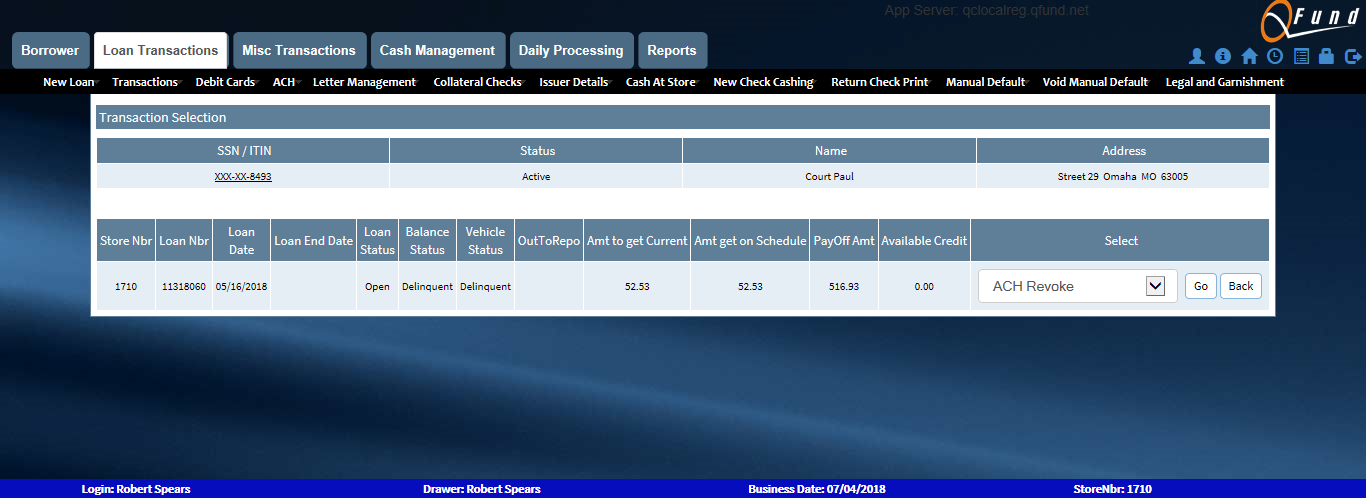 App Server: qclocalreg.qfund.net
QFund
Borrower Loan Transactions Misc Transactions Cash Management Daily Processing Reports
New Loan Transactions Debit Cards ACH Letter Management Collateral Checks Issuer Details Cash At Store New Check Cashing Return Check Print Manual Default Void Manual Default Legal and Garnishment
Transaction Selection
SSN / ITIN Status Name Address
XXX-XX-8493 Active Court Paul Street 29 Omaha MO 63005
Store Nbr Loan Nbr Loan Date Loan End Date Loan Status Balance Status Vehicle Status OutToRepo Amt to get Current Amt get on Schedule PayOff Amt Available Credit Select
1710 11318060 05/16/2018 Open Delinquent Delinquent 52.53 52.53 516.93 0.00 ACH Revoke Go Back
Login: Robert Spears Drawer: Robert Spears Business Date: 07/04/2018 StoreNbr: 1710